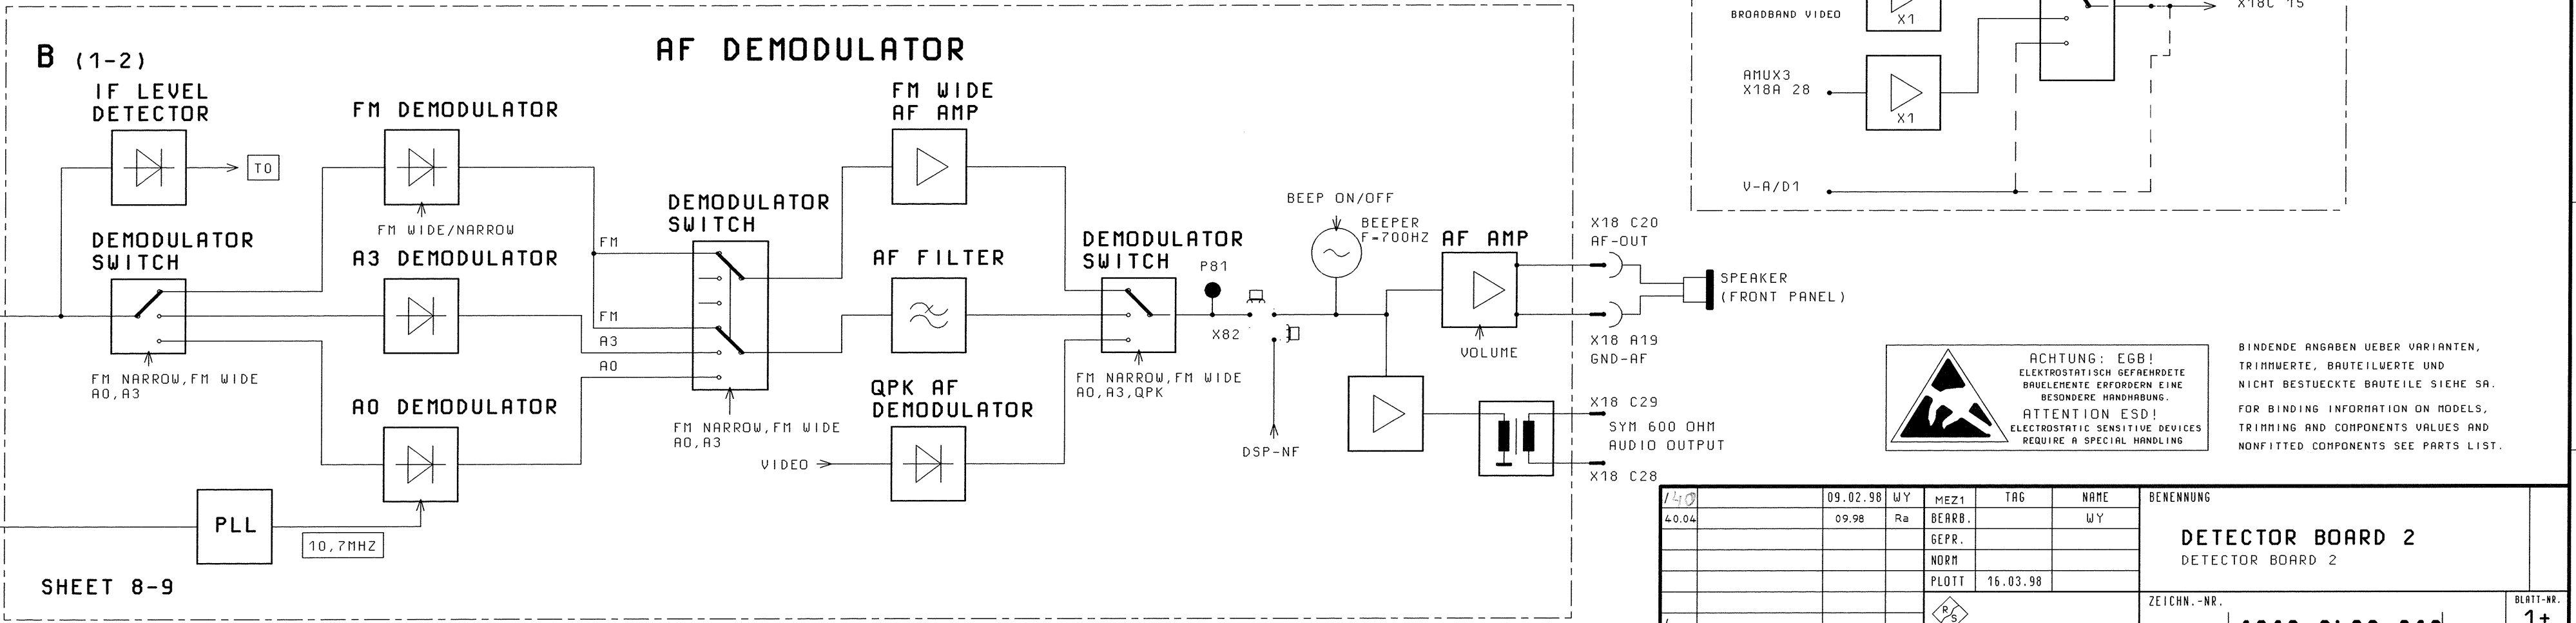 B (1-2)
AF DEMODULATOR
IF LEVEL
DETECTOR
TO
FM DEMODULATOR
FM WIDE/NARROW
DEMODULATOR
SWITCH
FM NARROW,FM WIDE
A0,A3
A3 DEMODULATOR
A0 DEMODULATOR
PLL
10,7MHZ
SHEET 8-9
FM
FM
A3
A0
DEMODULATOR
SWITCH
FM NARROW,FM WIDE
A0,A3
FM WIDE
AF AMP
AF FILTER
QPK AF
DEMODULATOR
VIDEO
DEMODULATOR
SWITCH
FM NARROW,FM WIDE
A0,A3,QPK
P81
X82
DSP-NF
BEEP ON/OFF
BEEPER
F=700HZ
AF AMP
VOLUME
X18 C20
AF-OUT
X18 A19
GND-AF
SPEAKER
(FRONT PANEL)
X18 C29
SYM 600 OHM
AUDIO OUTPUT
X18 C28
BROADBAND VIDEO
X1
X18C 15
AMUX3
X18A 28
X1
V-A/D1
ACHTUNG: EGB!
ELEKTROSTATISCH GEFAEHRDETE
BAUELEMENTE ERFORDERN EINE
BESONDERE HANDHABUNG.
ATTENTION ESD!
ELECTROSTATIC SENSITIVE DEVICES
REQUIRE A SPECIAL HANDLING
BINDENDE ANGABEN UEBER VARIANTEN,
TRIMMWERTE, BAUTEILWERTE UND
NICHT BESTUECKTE BAUTEILE SIEHE SA.
FOR BINDING INFORMATION ON MODELS,
TRIMMING AND COMPONENTS VALUES AND
NONFITTED COMPONENTS SEE PARTS LIST.
/40 09.02.98 WY MEZ1 TAG NAME BENENNUNG
40.04 09.98 Ra BEARB. WY
GEPR.
NORM
PLOTT 16.03.98
DETECTOR BOARD 2
DETECTOR BOARD 2
R S
ZEICHN.-NR.
BLATT-NR.
1+